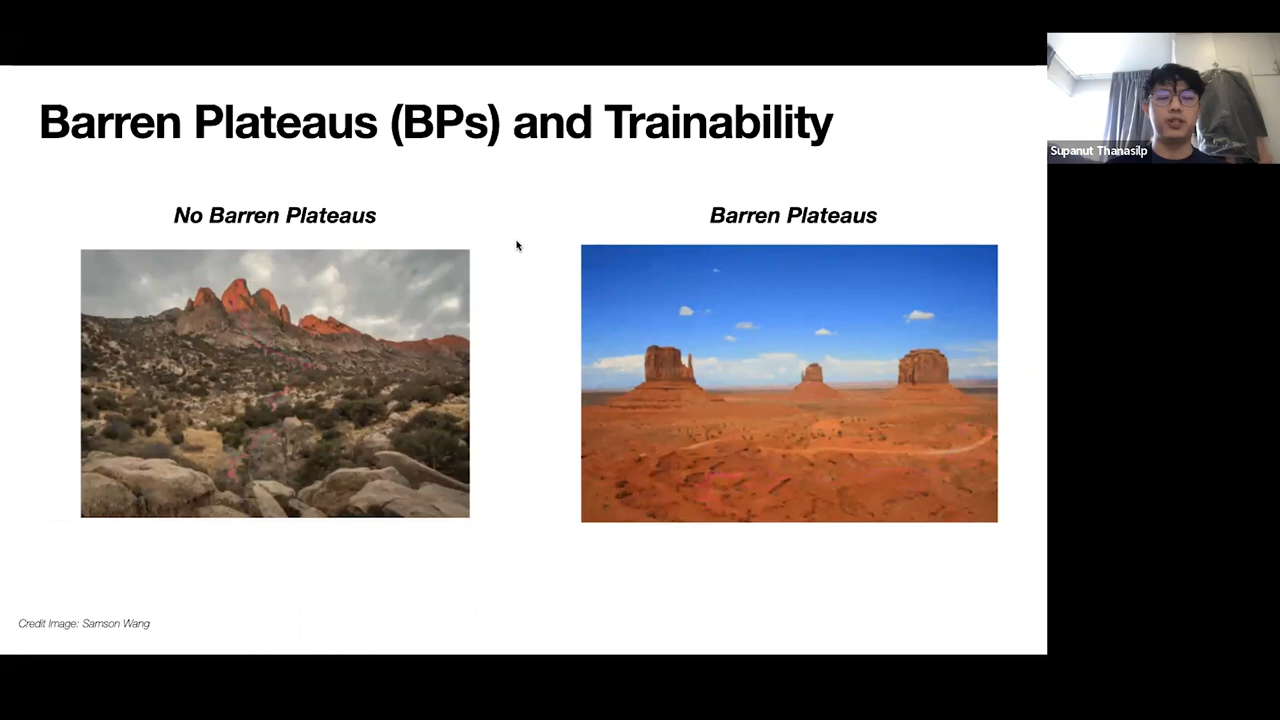 Barren Plateaus (BPs) and Trainability
No Barren Plateaus
Barren Plateaus
Supanut Thanasilp
Credit Image: Samson Wang